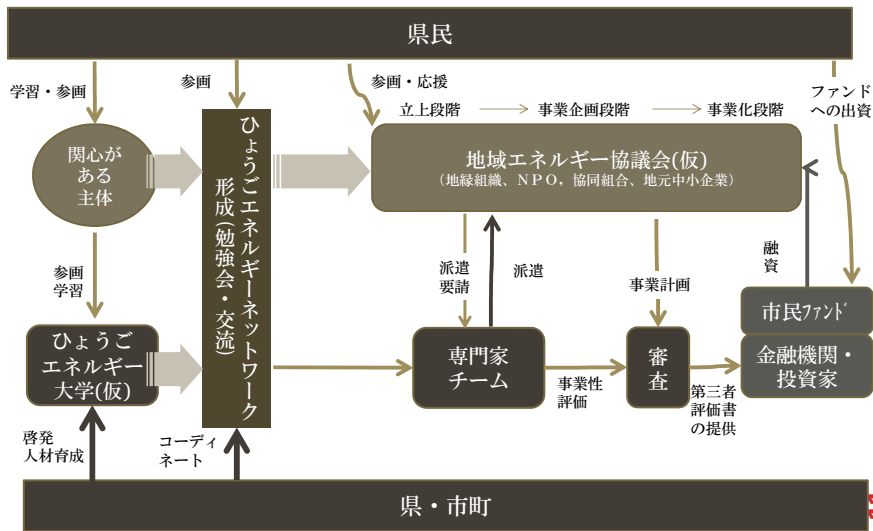 県民
学習・参画
参画
参画・応援
ファンド
への出資
立上段階
事業企画段階
事業化段階
関心が
ある
主体
ひょうごエネルギーネットワーク
形成(勉強会・交流)
地域エネルギー協議会(仮)
(地縁組織、ＮＰＯ，協同組合、地元中小企業)
参画
学習
派遣
要請
派遣
事業計画
融資
ひょうご
エネルギー
大学(仮)
専門家
チーム
事業性
評価
審査
第三者
評価書
の提供
市民ﾌｧﾝﾄﾞ
金融機関・
投資家
啓発
人材育成
コーディ
ネート
県・市町